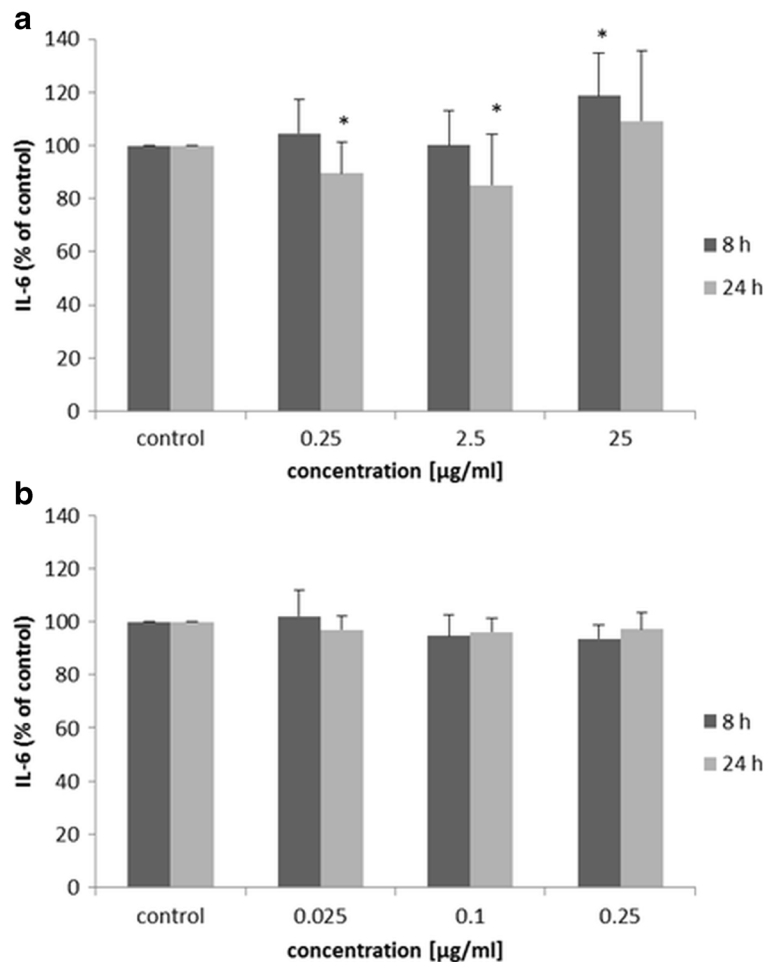 a
140
120
100
80
60
40
20
0
IL-6 (% of control)
* * *
control 0.25 2.5 25
concentration [µg/ml]
8 h
24 h
b
140
120
100
80
60
40
20
0
IL-6 (% of control)
control 0.025 0.1 0.25
concentration [µg/ml]
8 h
24 h